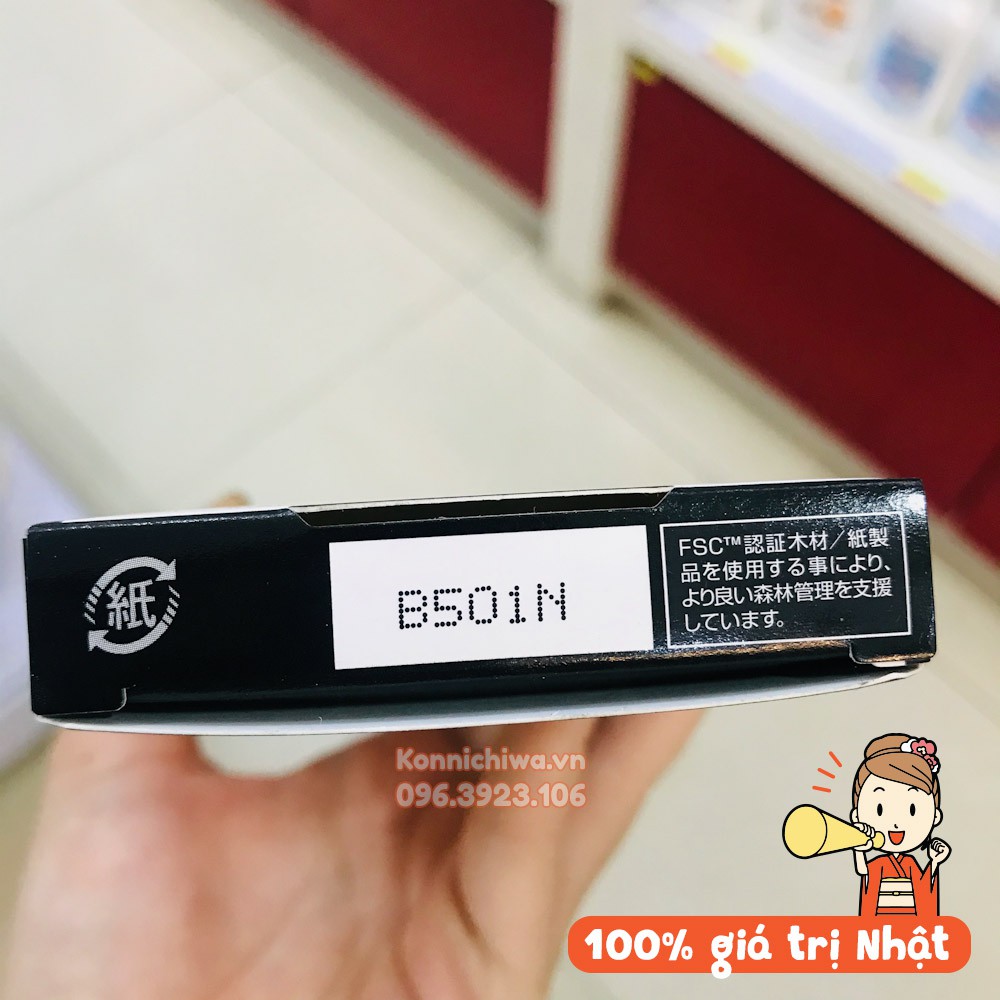 紙
B501N
FSC™認証木材/紙製
品を使用する事により、
より良い森林管理を支援
しています。
Konnichiwa.vn
096.3923.106
100% giá trị Nhật